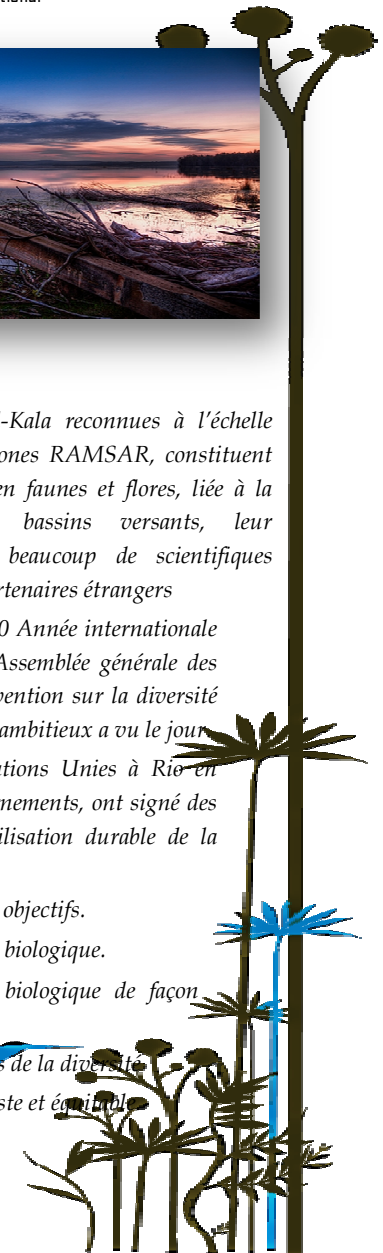 -Kala reconnues à l'échelle
ones RAMSAR, constituent
en faunes et flores, liée à la
bassins versants, leur
beaucoup de scientifiques
rtenaires étrangers
0 Année internationale
Assemblée générale des
vention sur la diversité
ambitieux a vu le jour
ations Unies à Rio en
nements, ont signé des
ilisation durable de la
objectifs.
biologique.
biologique de façon
s de la diversité
ste et équitable